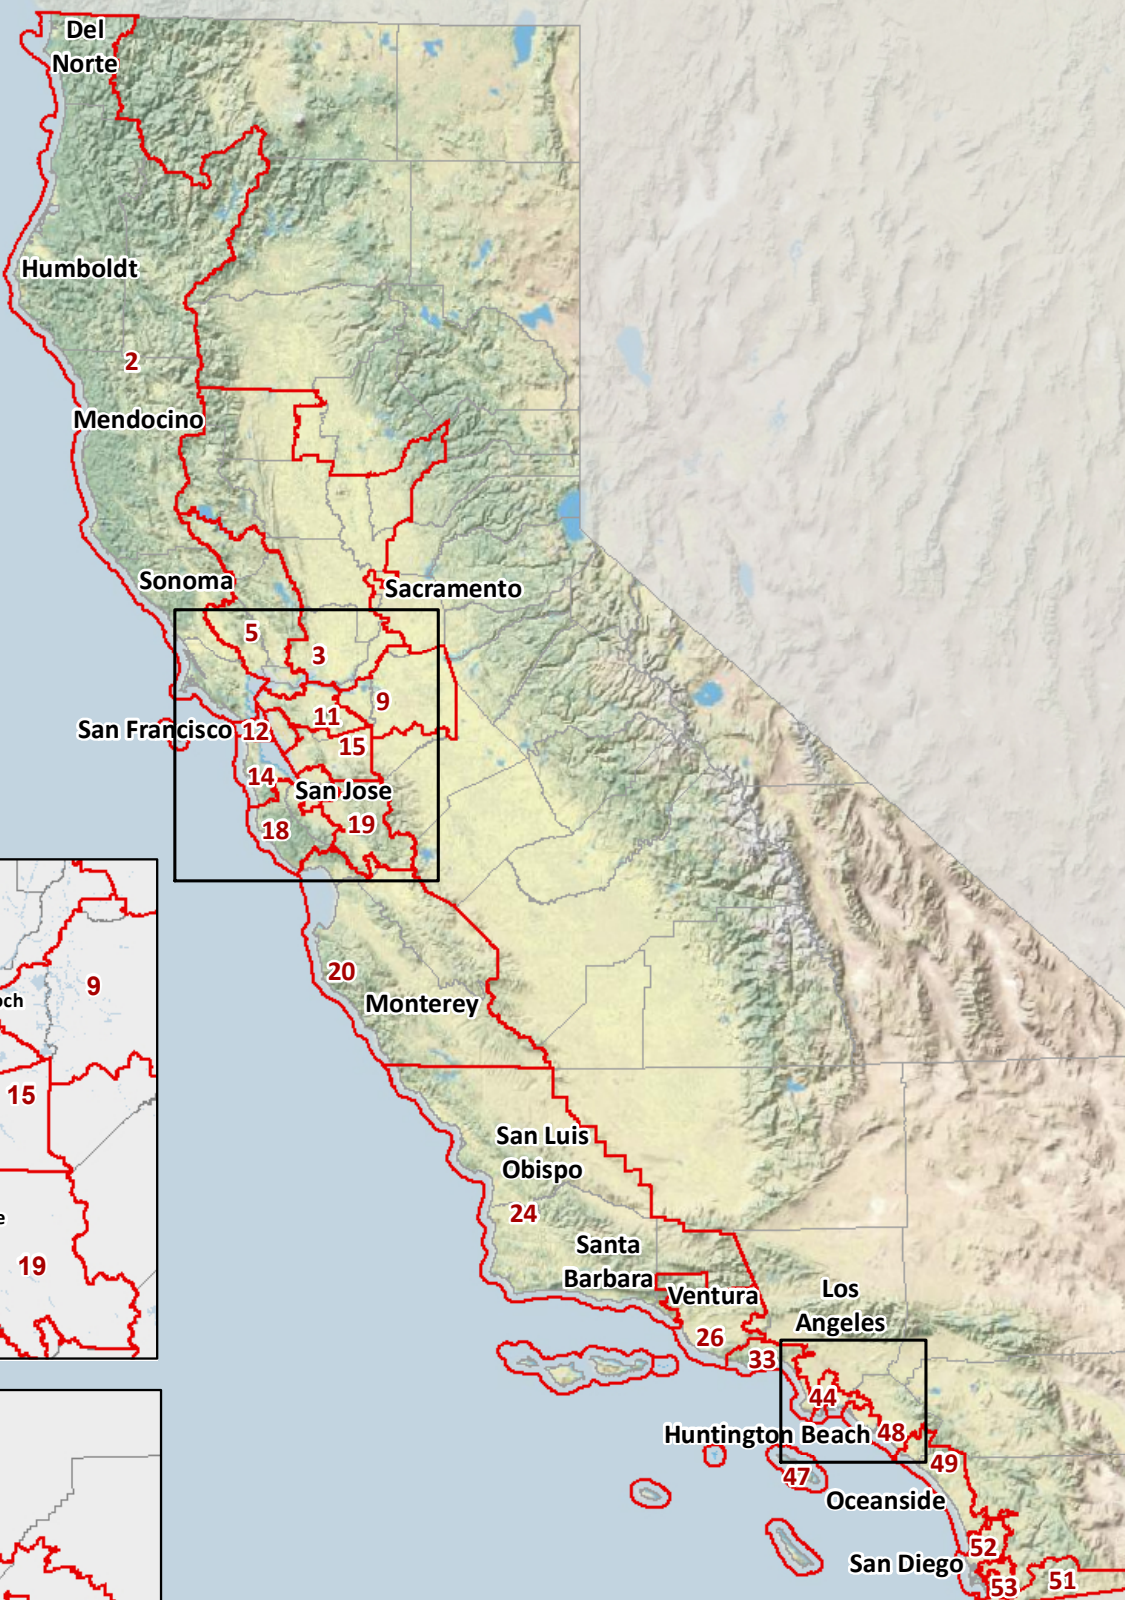 Del
Norte
Humboldt
2
Mendocino
Sonoma
Sacramento
5
3
9
11
San Francisco
12
15
14
San Jose
18
19
20
Monterey
9
och
15
e
19
San Luis
Obispo
24
Santa
Barbara
Ventura
Los
Angeles
26
33
44
Huntington Beach
48
49
47
Oceanside
52
San Diego
53
51